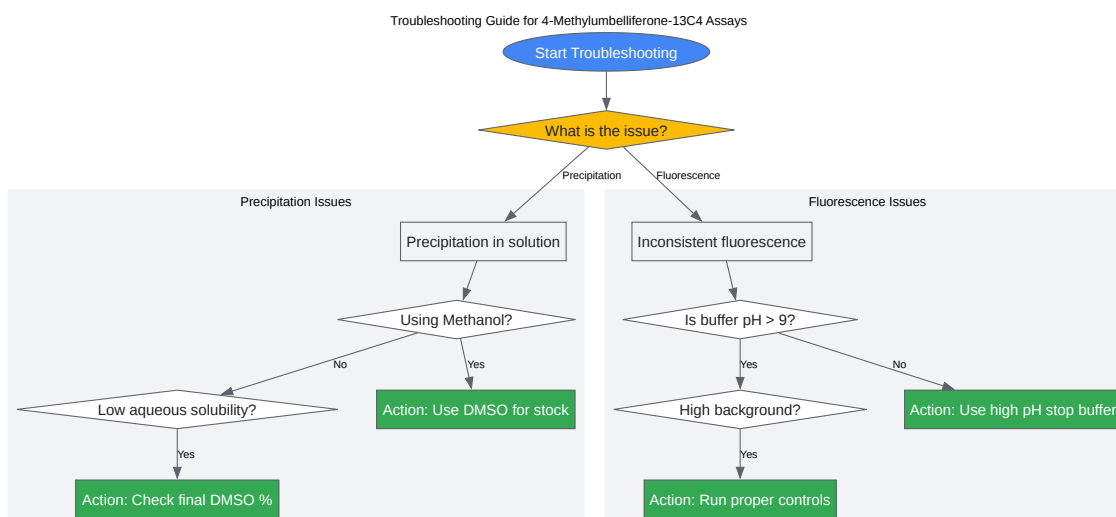 Troubleshooting Guide for 4-Methylumbelliferone-13C4 Assays
Start Troubleshooting
What is the issue?
Precipitation
Fluorescence
Precipitation Issues
Fluorescence Issues
Precipitation in solution
Inconsistent fluorescence
Using Methanol?
Is buffer pH > 9?
No
Yes
Yes
No
Low aqueous solubility?
Action: Use DMSO for stock
High background?
Action: Use high pH stop buffer
Yes
Yes
Action: Check final DMSO %
Action: Run proper controls